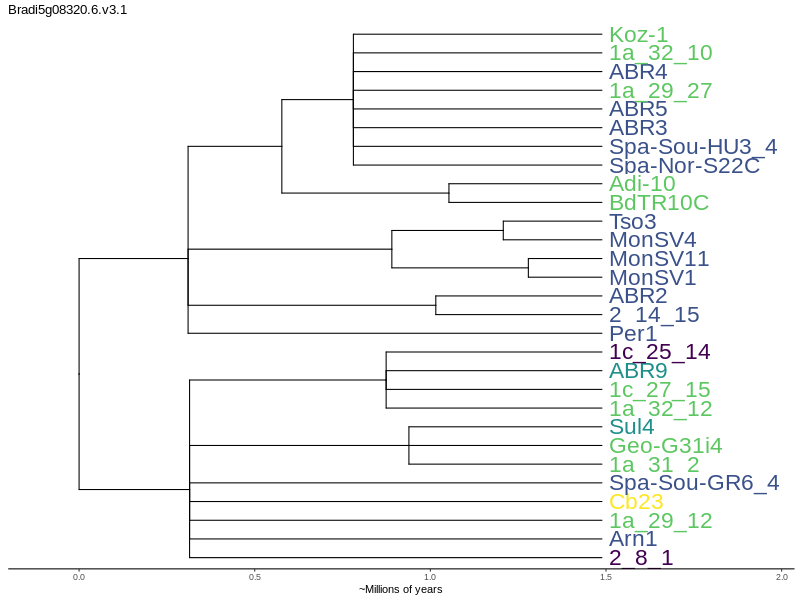 Bradi5g08320.6.v3.1
Koz-1
1a_32_10
ABR4
1a_29_27
ABR5
ABR3
Spa-Sou-HU3_4
Spa-Nor-S22C
Adi-10
BdTR10C
Tso3
MonSV4
MonSV11
MonSV1
ABR2
2_14_15
Per1
1c_25_14
ABR9
1c_27_15
1a_32_12
Sul4
Geo-G31i4
1a_31_2
Spa-Sou-GR6_4
Cb23
1a_29_12
Arn1
2_8_1
0.0 0.5 1.0 1.5 2.0
~Millions of years